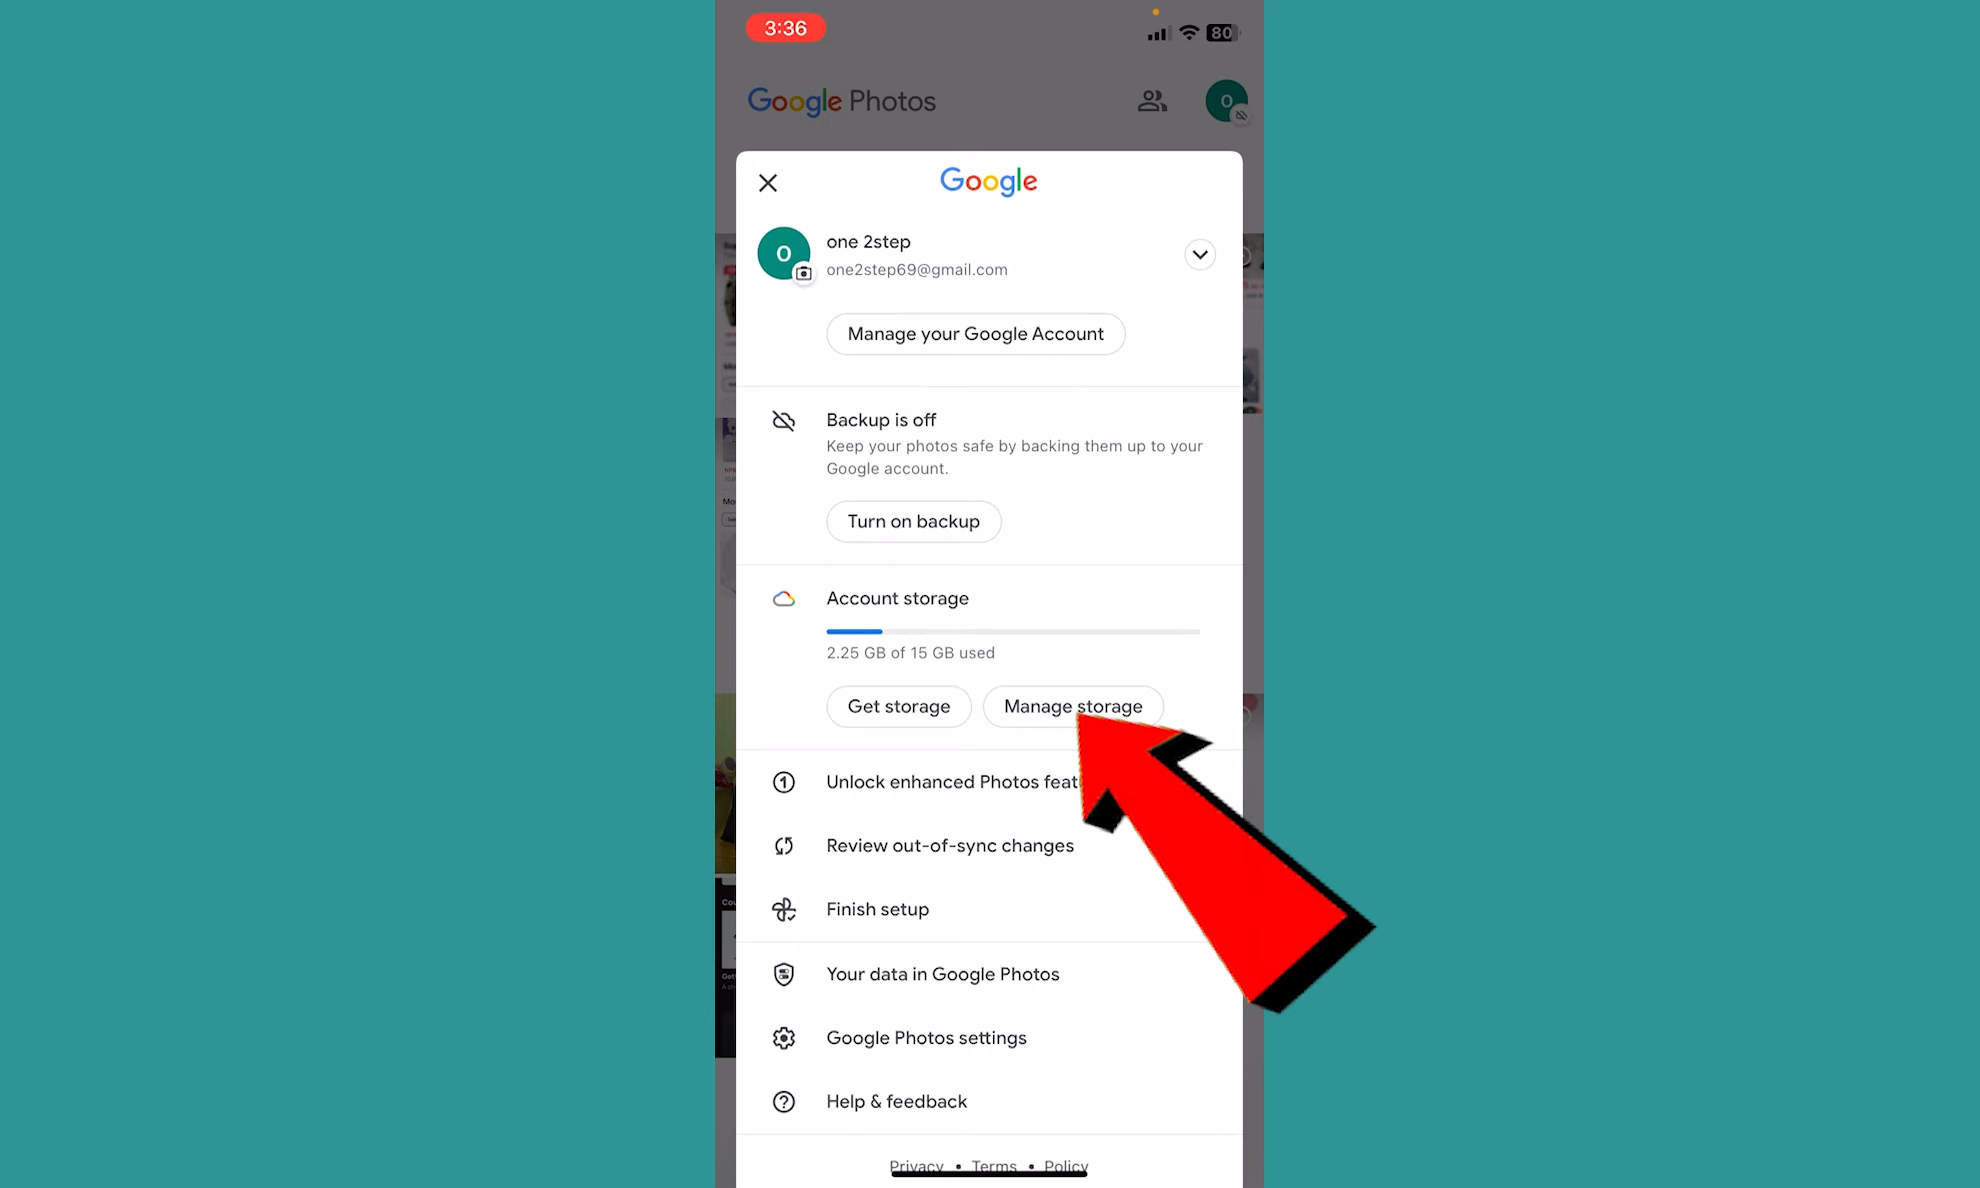 3:36
80
Google Photos
O
Google
O
one 2step
one2step69@gmail.com
Manage your Google Account
Backup is off
Keep your photos safe by backing them up to your
Google account.
Turn on backup
Account storage
2.25 GB of 15 GB used
Get storage
Manage storage
Unlock enhanced Photos feat
Review out-of-sync changes
Finish setup
Your data in Google Photos
Google Photos settings
Help & feedback
Privacy • Terms • Policy